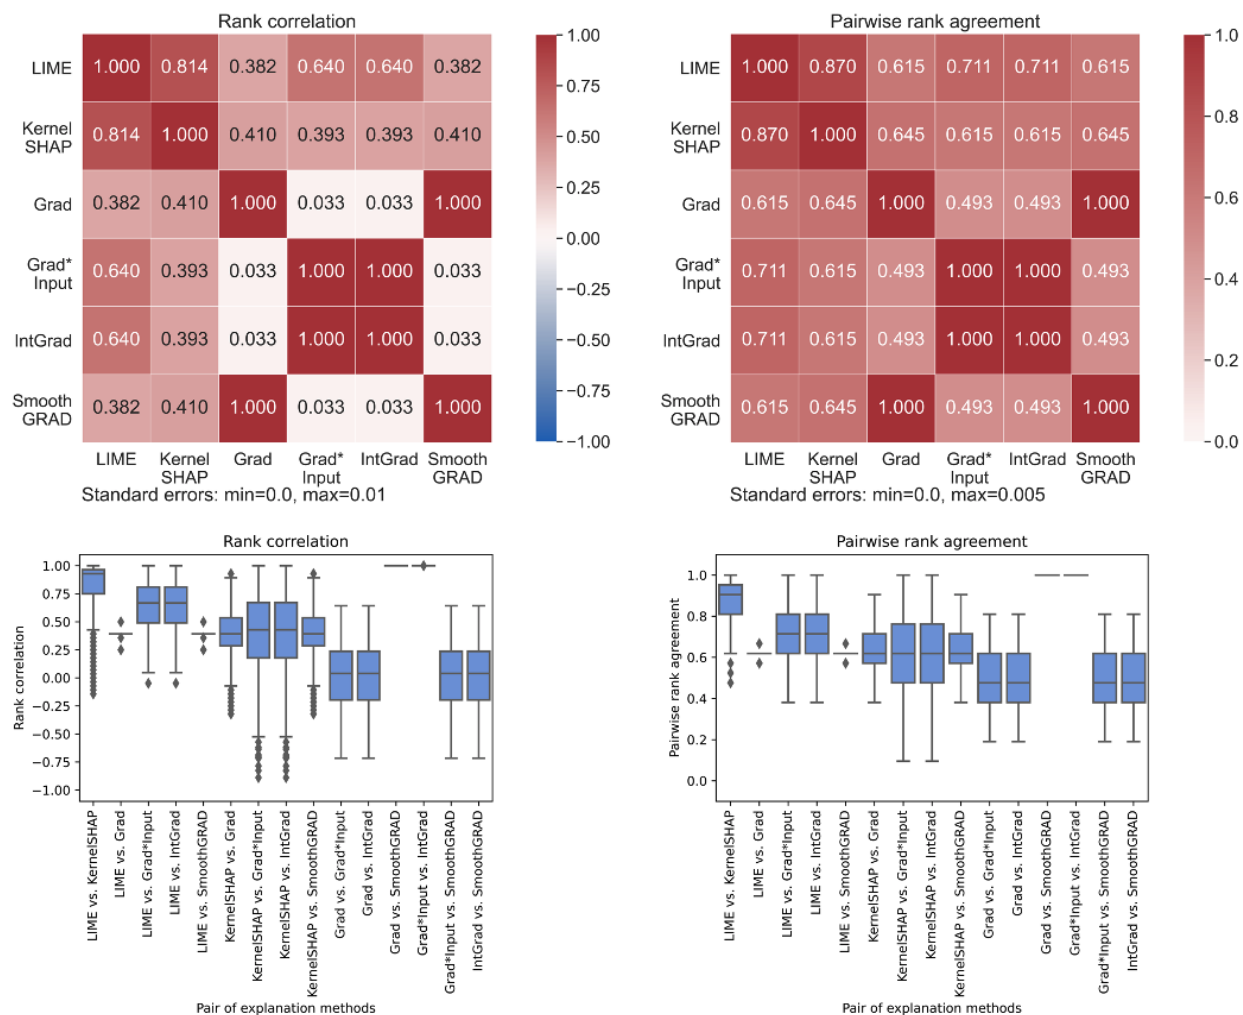 Rank correlation
LIME 1.000 0.814 0.382 0.640 0.640 0.382
Kernel
SHAP 0.814 1.000 0.410 0.393 0.393 0.410
Grad 0.382 0.410 1.000 0.033 0.033 1.000
Grad*
Input 0.640 0.393 0.033 1.000 1.000 0.033
IntGrad 0.640 0.393 0.033 1.000 1.000 0.033
Smooth
GRAD 0.382 0.410 1.000 0.033 0.033 1.000
LIME Kernel Grad Grad* IntGrad Smooth
SHAP Input GRAD
Standard errors: min=0.0, max=0.01
1.00
0.75
0.50
0.25
0.00
−0.25
−0.50
−0.75
−1.00
Pairwise rank agreement
LIME 1.000 0.870 0.615 0.711 0.711 0.615
Kernel
SHAP 0.870 1.000 0.645 0.615 0.615 0.645
Grad 0.615 0.645 1.000 0.493 0.493 1.000
Grad*
Input 0.711 0.615 0.493 1.000 1.000 0.493
IntGrad 0.711 0.615 0.493 1.000 1.000 0.493
Smooth
GRAD 0.615 0.645 1.000 0.493 0.493 1.000
LIME Kernel Grad Grad* IntGrad Smooth
SHAP Input GRAD
Standard errors: min=0.0, max=0.005
1.0
0.8
0.6
0.4
0.2
0.0
Rank correlation
Rank correlation
1.00
0.75
0.50
0.25
0.00
−0.25
−0.50
−0.75
−1.00
LIME vs. KernelSHAP
LIME vs. Grad
LIME vs. Grad*Input
LIME vs. IntGrad
LIME vs. SmoothGRAD
KernelSHAP vs. Grad
KernelSHAP vs. Grad*Input
KernelSHAP vs. IntGrad
KernelSHAP vs. SmoothGRAD
Grad vs. Grad*Input
Grad vs. IntGrad
Grad vs. SmoothGRAD
Grad*Input vs. IntGrad
Grad*Input vs. SmoothGRAD
IntGrad vs. SmoothGRAD
Pair of explanation methods
Pairwise rank agreement
Pairwise rank agreement
1.0
0.8
0.6
0.4
0.2
0.0
LIME vs. KernelSHAP
LIME vs. Grad
LIME vs. Grad*Input
LIME vs. IntGrad
LIME vs. SmoothGRAD
KernelSHAP vs. Grad
KernelSHAP vs. Grad*Input
KernelSHAP vs. IntGrad
KernelSHAP vs. SmoothGRAD
Grad vs. Grad*Input
Grad vs. IntGrad
Grad vs. SmoothGRAD
Grad*Input vs. IntGrad
Grad*Input vs. SmoothGRAD
IntGrad vs. SmoothGRAD
Pair of explanation methods